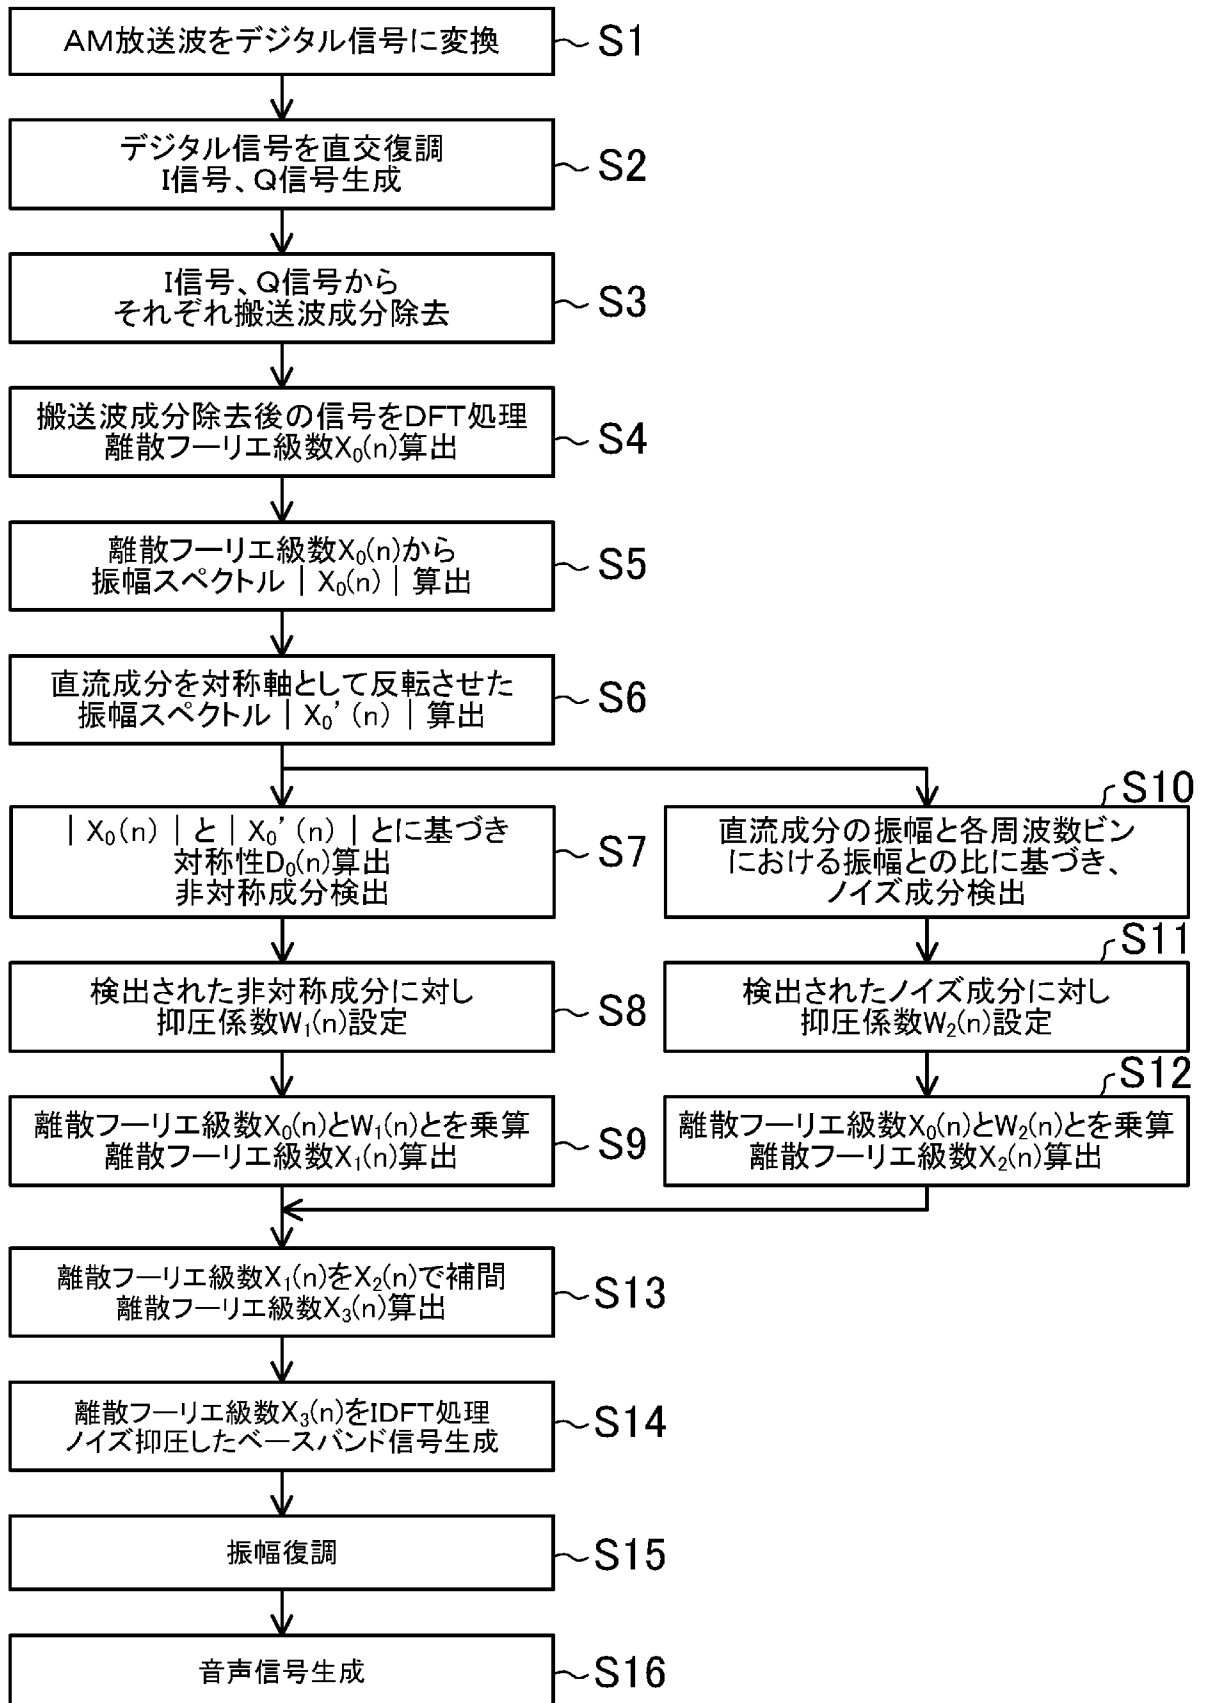 AM放送波をデジタル信号に変換
S1
デジタル信号を直交復調
I信号、Q信号生成
S2
I信号、Q信号から
それぞれ搬送波成分除去
S3
搬送波成分除去後の信号をDFT処理
離散フーリエ級数X₀(n)算出
S4
離散フーリエ級数X₀(n)から
振幅スペクトル|X₀(n)|算出
S5
直流成分を対称軸として反転させた
振幅スペクトル|X₀'(n)|算出
S6
|X₀(n)|と|X₀'(n)|とに基づき
対称性D₀(n)算出
非対称成分検出
S7
S10
直流成分の振幅と各周波数ビン
における振幅との比に基づき、
ノイズ成分検出
検出された非対称成分に対し
抑圧係数W₁(n)設定
S8
S11
検出されたノイズ成分に対し
抑圧係数W₂(n)設定
離散フーリエ級数X₀(n)とW₁(n)とを乗算
離散フーリエ級数X₁(n)算出
S9
S12
離散フーリエ級数X₀(n)とW₂(n)とを乗算
離散フーリエ級数X₂(n)算出
離散フーリエ級数X₁(n)をX₂(n)で補間
離散フーリエ級数X₃(n)算出
S13
離散フーリエ級数X₃(n)をIDFT処理
ノイズ抑圧したベースバンド信号生成
S14
振幅復調
S15
音声信号生成
S16